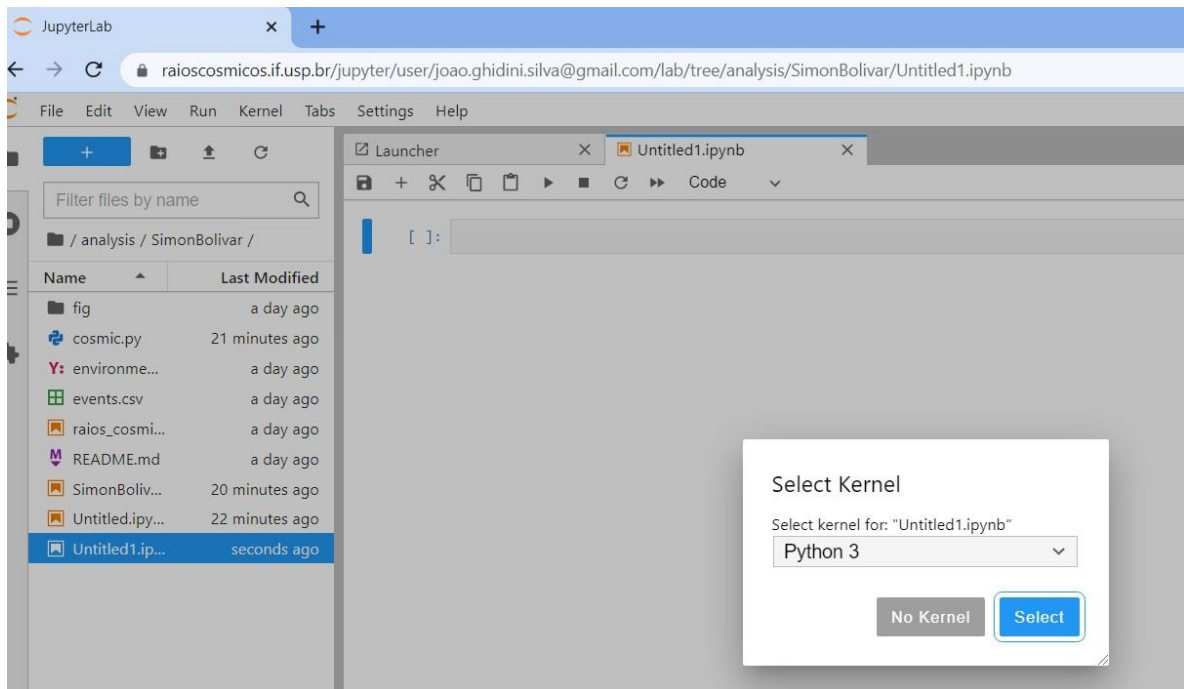 JupyterLab
raioscosmicos.if.usp.br/jupyter/user/joao.ghidini.silva@gmail.com/lab/tree/analysis/SimonBolivar/Untitled1.ipynb
File Edit View Run Kernel Tabs Settings Help
Launcher Untitled1.ipynb
Code
Filter files by name
/ analysis / SimonBolivar /
[ ]:
Name Last Modified
fig a day ago
cosmic.py 21 minutes ago
Y: environme... a day ago
events.csv a day ago
raios_cosmi... a day ago
M README.md a day ago
SimonBoliv... 20 minutes ago
Untitled.ipy... 22 minutes ago
Untitled1.ip... seconds ago
Select Kernel
Select kernel for: "Untitled1.ipynb"
Python 3
No Kernel Select